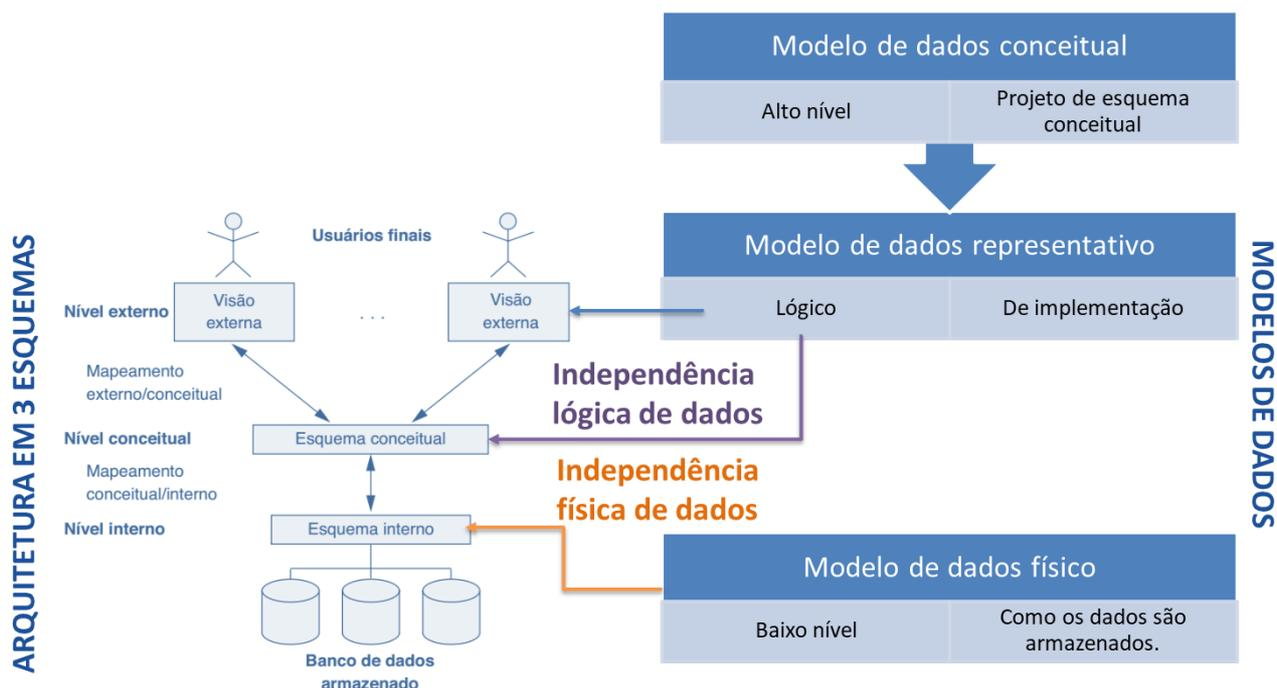 ARQUITETURA EM 3 ESQUEMAS
Usuários finais
Nível externo
Visão
externa
. . .
Visão
externa
Mapeamento
externo/conceitual
Nível conceitual
Esquema conceitual
Mapeamento
conceitual/interno
Nível interno
Esquema interno
Banco de dados
armazenado
Independência
lógica de dados
Independência
física de dados
Modelo de dados conceitual
Alto nível
Projeto de esquema
conceitual
Modelo de dados representativo
Lógico
De implementação
Modelo de dados físico
Baixo nível
Como os dados são
armazenados.
MODELOS DE DADOS